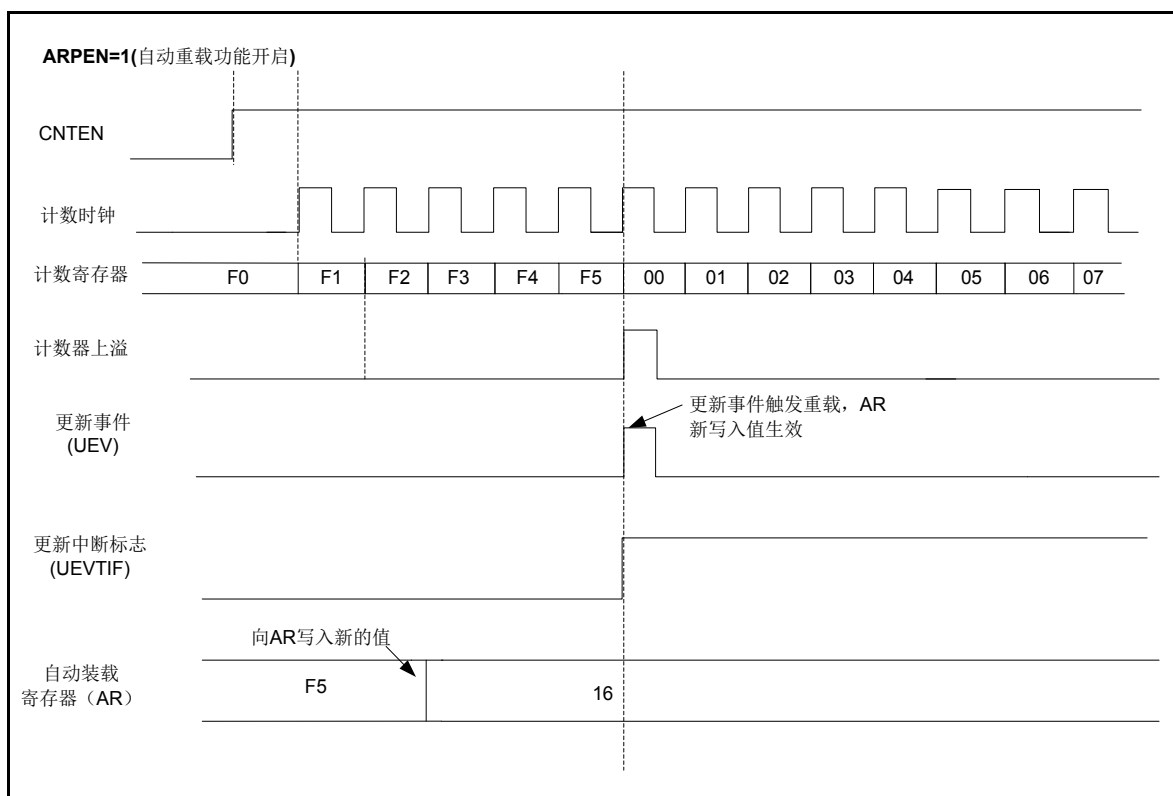 ARPEN=1(自动重载功能开启)
CNTEN
计数时钟
计数寄存器 F0 F1 F2 F3 F4 F5 00 01 02 03 04 05 06 07
计数器上溢
更新事件触发重载，AR
新写入值生效
更新事件
(UEV)
更新中断标志
(UEVTIF)
向AR写入新的值
自动装载
寄存器（AR）
F5 16